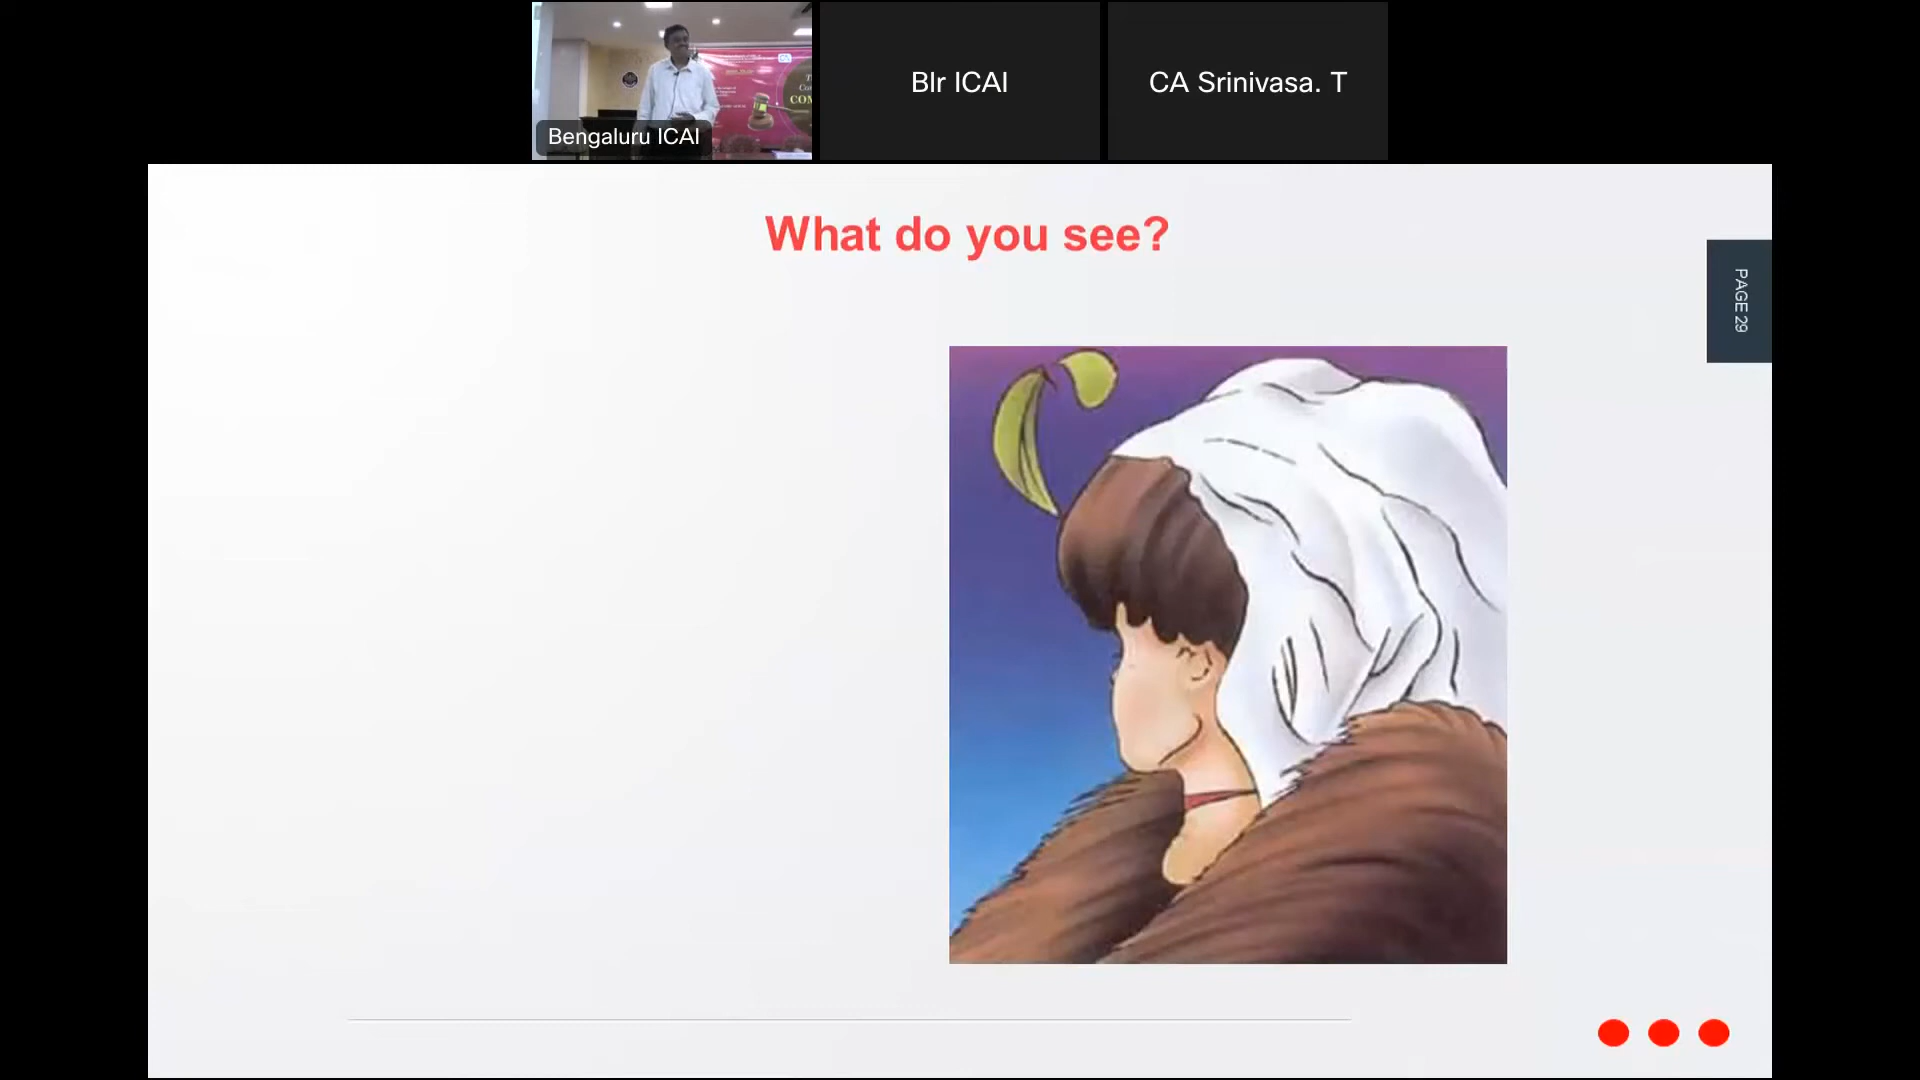 Bengaluru ICAI
Blr ICAI
CA Srinivasa. T
What do you see?
PAGE 29